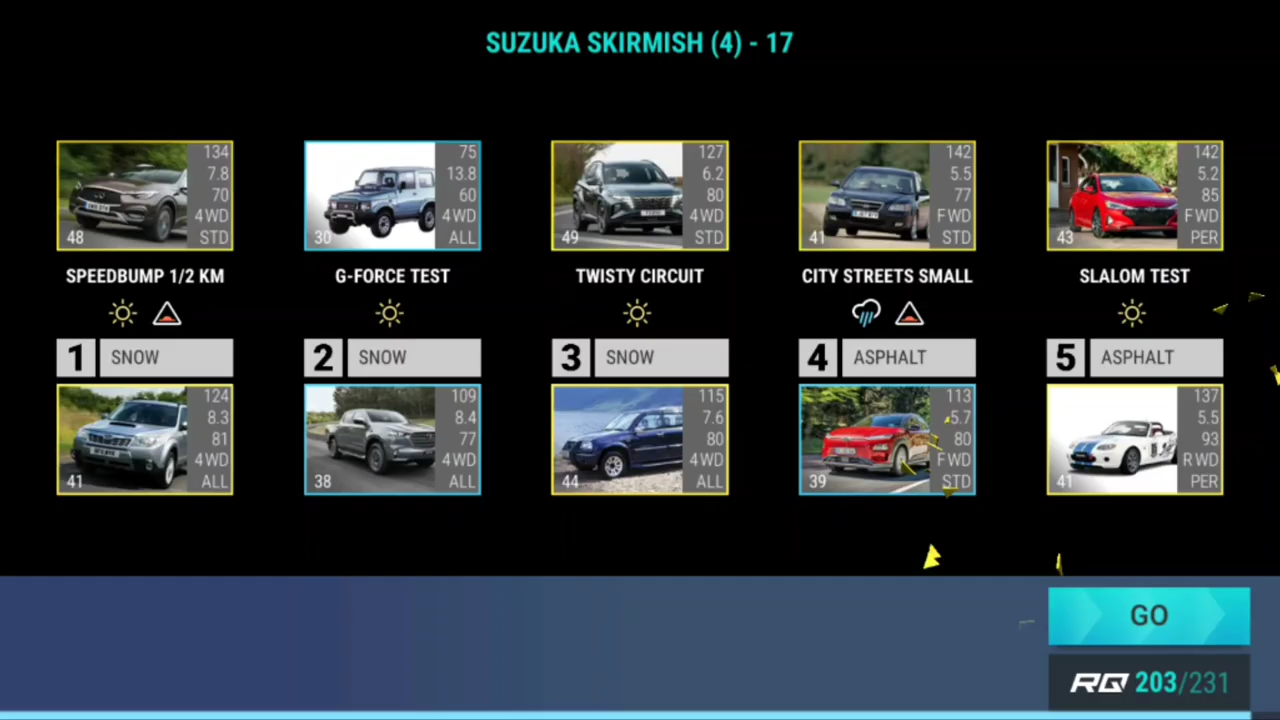 SUZUKA SKIRMISH (4) - 17
134
7.8
70
4WD
48 STD
75
13.8
60
4WD
30 ALL
127
6.2
80
4WD
49 STD
142
5.5
77
FWD
41 STD
142
5.2
85
FWD
43 PER
SPEEDBUMP 1/2 KM
G-FORCE TEST
TWISTY CIRCUIT
CITY STREETS SMALL
SLALOM TEST
1 SNOW
2 SNOW
3 SNOW
4 ASPHALT
5 ASPHALT
124
8.3
81
4WD
41 ALL
109
8.4
77
4WD
38 ALL
115
7.6
80
4WD
44 ALL
113
5.7
80
FWD
39 STD
137
5.5
93
RWD
41 PER
GO
RQ 203/231